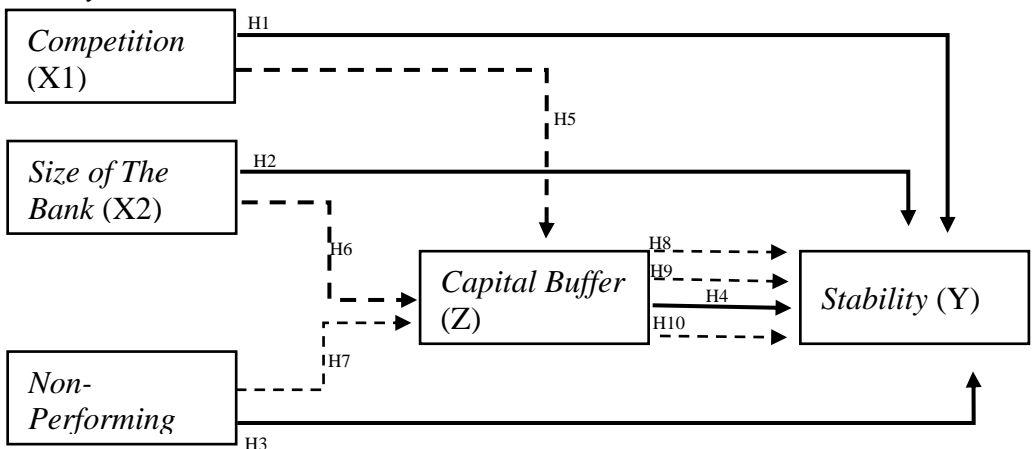 H1
Competition
(X1)
H5
H2
Size of The
Bank (X2)
H6
H8
H9
Capital Buffer
(Z)
H4
H10
Stability (Y)
H7
Non-
Performing
H3